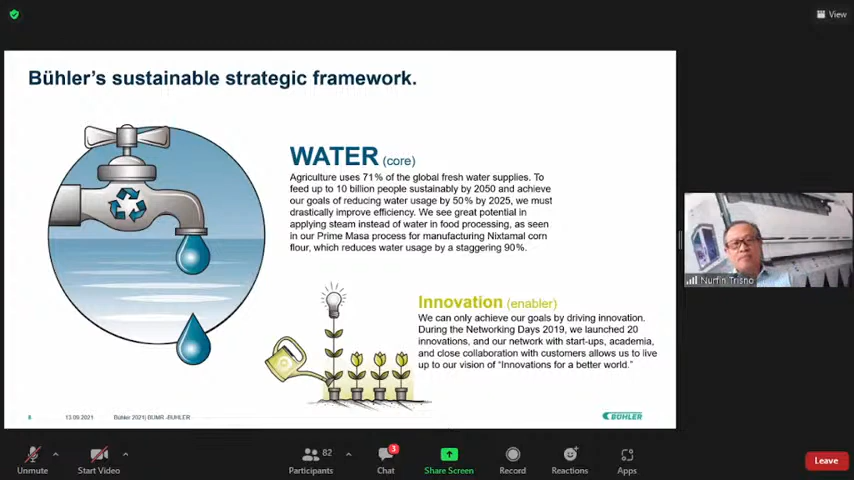 View
Bühler's sustainable strategic framework.
WATER (core)
Agriculture uses 71% of the global fresh water supplies. To
feed up to 10 billion people sustainably by 2050 and achieve
our goals of reducing water usage by 50% by 2025, we must
drastically improve efficiency. We see great potential in
applying steam instead of water in food processing, as seen
in our Prime Masa process for manufacturing Nixtamal corn
flour, which reduces water usage by a staggering 90%.
Innovation (enabler)
We can only achieve our goals by driving innovation.
During the Networking Days 2019, we launched 20
innovations, and our network with start-ups, academia,
and close collaboration with customers allows us to live
up to our vision of "Innovations for a better world."
Nurfin Trisno
13.09.2021
Bühler 2021| BUMR -BUHLER
BÜHLER
Unmute
Start Video
82
Participants
3
Chat
Share Screen
Record
Reactions
Apps
Leave